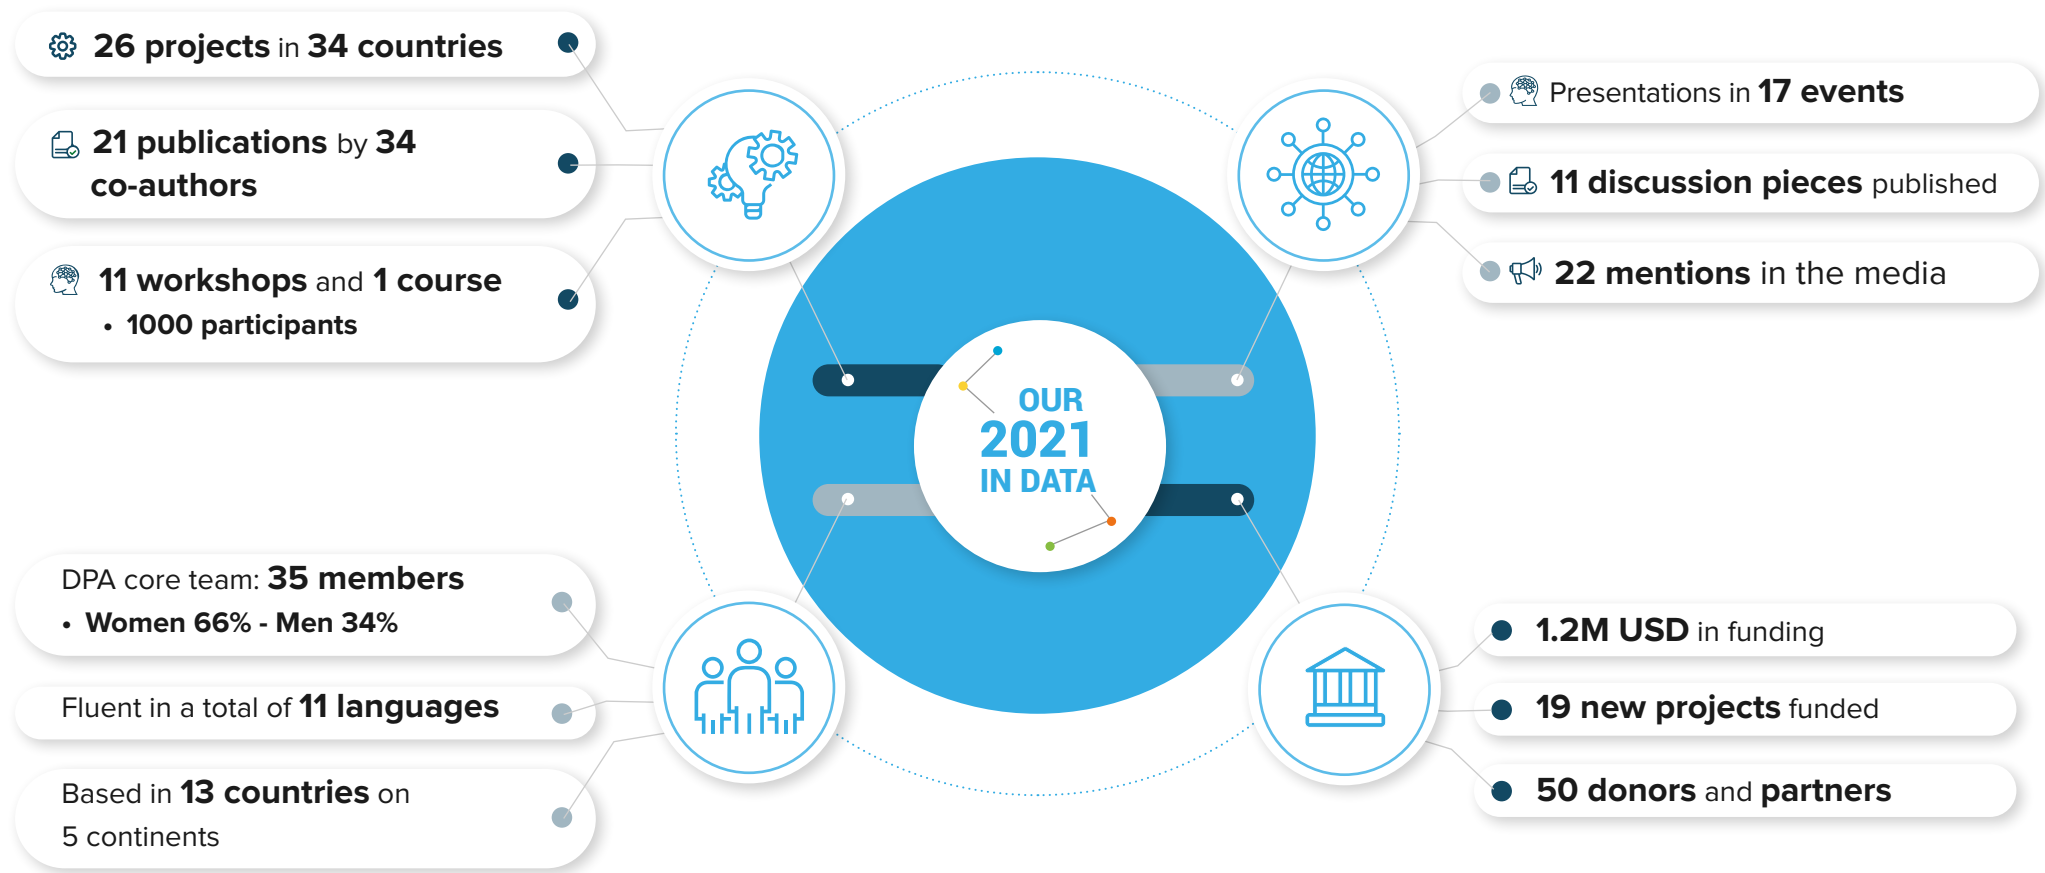 26 projects in 34 countries
21 publications by 34
co-authors
11 workshops and 1 course
• 1000 participants
Presentations in 17 events
11 discussion pieces published
22 mentions in the media
OUR
2021
IN DATA
DPA core team: 35 members
• Women 66% - Men 34%
Fluent in a total of 11 languages
Based in 13 countries on
5 continents
1.2M USD in funding
19 new projects funded
50 donors and partners